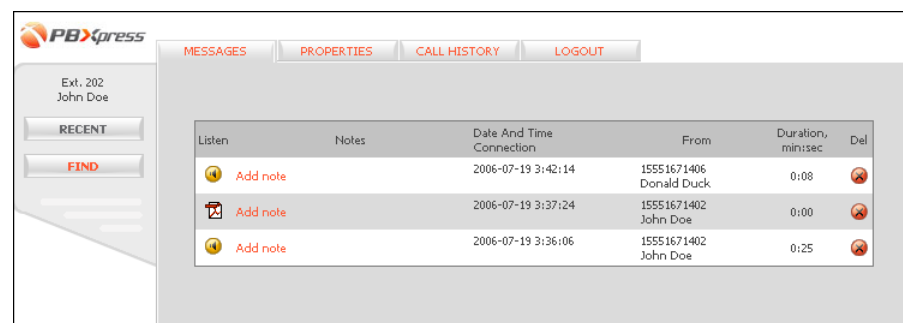 PBXpress
MESSAGES PROPERTIES CALL HISTORY LOGOUT
Ext. 202
John Doe
RECENT
FIND
Listen Notes Date And Time Connection From Duration, min:sec Del
Add note 2006-07-19 3:42:14 15551671406 0:08
Donald Duck
Add note 2006-07-19 3:37:24 15551671402 0:00
John Doe
Add note 2006-07-19 3:36:06 15551671402 0:25
John Doe